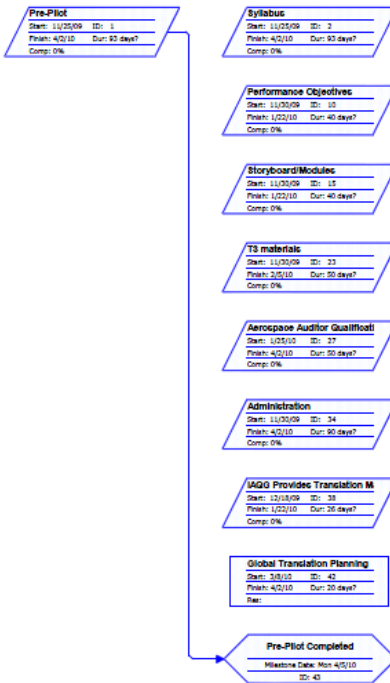 Pre-Pilot
Start: 11/25/09 ID: 1
Finish: 4/2/10 Dur: 93 days?
Comp: 0%
Syllabus
Start: 11/25/09 ID: 2
Finish: 4/2/10 Dur: 93 days?
Comp: 0%
Performance Objectives
Start: 11/30/09 ID: 10
Finish: 1/22/10 Dur: 40 days?
Comp: 0%
Storyboard/Modules
Start: 11/30/09 ID: 15
Finish: 1/22/10 Dur: 40 days?
Comp: 0%
T3 materials
Start: 11/30/09 ID: 23
Finish: 2/5/10 Dur: 50 days?
Comp: 0%
Aerospace Auditor Qualificati
Start: 1/25/10 ID: 27
Finish: 4/2/10 Dur: 50 days?
Comp: 0%
Administration
Start: 11/30/09 ID: 34
Finish: 4/2/10 Dur: 90 days?
Comp: 0%
IAQG Provides Translation M
Start: 12/18/09 ID: 38
Finish: 1/22/10 Dur: 26 days?
Comp: 0%
Global Translation Planning
Start: 3/8/10 ID: 42
Finish: 4/2/10 Dur: 20 days?
Res:
Pre-Pilot Completed
Milestone Date: Mon 4/5/10
ID: 43